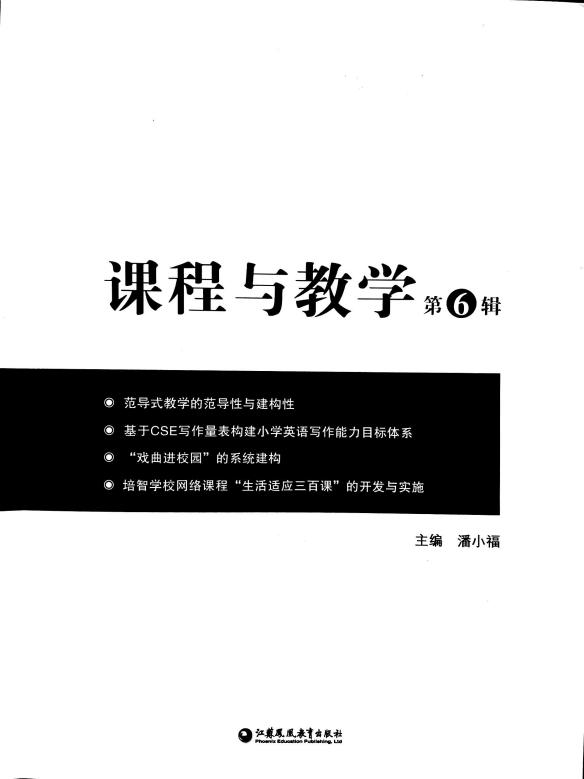 课程与教学 第6辑
◉ 范导式教学的范导性与建构性
◉ 基于CSE写作量表构建小学英语写作能力目标体系
◉ “戏曲进校园”的系统建构
◉ 培智学校网络课程“生活适应三百课”的开发与实施
主编 潘小福
江苏凤凰教育出版社
Phoenix Education Publishing, Ltd